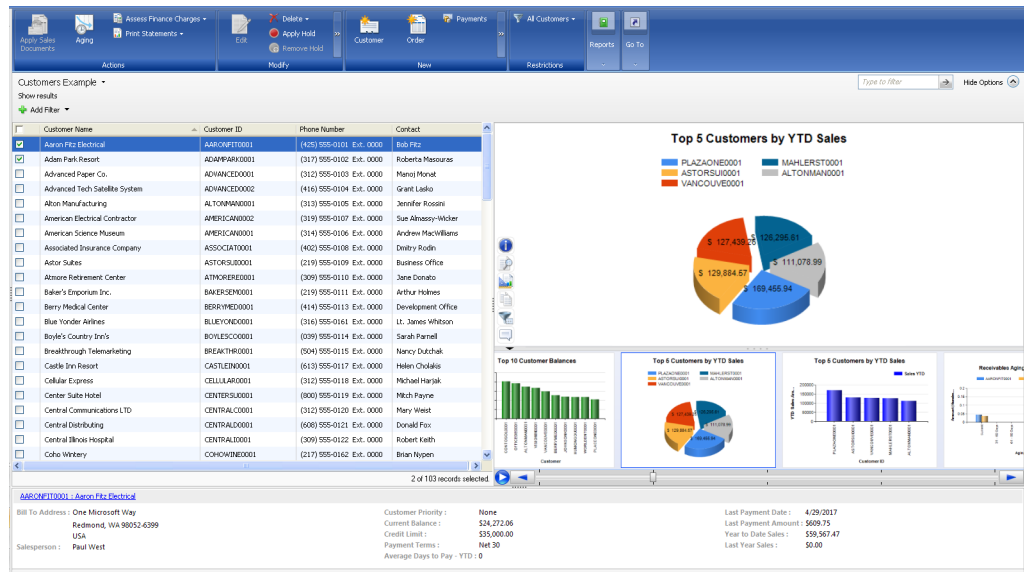 Apply Sales Documents
Aging
Assess Finance Charges
Print Statements
Actions
Edit
Delete
Apply Hold
Remove Hold
Modify
Customer
Order
Payments
New
All Customers
Restrictions
Reports
Go To
Customers Example
Type to filter
Hide Options
Show results
Add Filter
Customer Name Customer ID Phone Number Contact
Aaron Fitz Electrical AARONFIT0001 (425) 555-0101 Ext. 0000 Bob Fitz
Adam Park Resort ADAMPARK0001 (317) 555-0102 Ext. 0000 Roberta Masouras
Advanced Paper Co. ADVANCED0001 (312) 555-0103 Ext. 0000 Manoj Monat
Advanced Tech Satellite System ADVANCED0002 (416) 555-0104 Ext. 0000 Grant Lasko
Alton Manufacturing ALTONMAN0001 (313) 555-0105 Ext. 0000 Jennifer Rossini
American Electrical Contractor AMERICAN0002 (319) 555-0107 Ext. 0000 Sue Almassy-Wicker
American Science Museum AMERICAN0001 (314) 555-0106 Ext. 0000 Andrew MacWilliams
Associated Insurance Company ASSOCIAT0001 (402) 555-0108 Ext. 0000 Dmitry Rodin
Astor Suites ASTORSUI0001 (219) 555-0109 Ext. 0000 Business Office
Atmore Retirement Center ATMORERE0001 (309) 555-0110 Ext. 0000 Jane Donato
Baker's Emporium Inc. BAKERSEM0001 (219) 555-0111 Ext. 0000 Arthur Holmes
Berry Medical Center BERRYMED0001 (414) 555-0113 Ext. 0000 Development Office
Blue Yonder Airlines BLUEYOND0001 (316) 555-0161 Ext. 0000 Lt. James Whitson
Boyle's Country Inn's BOYLESCO0001 (039) 555-0114 Ext. 0000 Sarah Parnell
Breakthrough Telemarketing BREAKTHR0001 (504) 555-0115 Ext. 0000 Nancy Dutchak
Castle Inn Resort CASTLEIN0001 (613) 555-0117 Ext. 0000 Helen Cholakis
Cellular Express CELLULAR0001 (312) 555-0118 Ext. 0000 Michael Harjak
Center Suite Hotel CENTERSU0001 (800) 555-0119 Ext. 0000 Mitch Payne
Central Communications LTD CENTRALC0001 (312) 555-0120 Ext. 0000 Mary Weist
Central Distributing CENTRALD0001 (608) 555-0121 Ext. 0000 Donald Fox
Central Illinois Hospital CENTRALI0001 (309) 555-0122 Ext. 0000 Robert Keith
Coho Wintery COHOWINE0001 (217) 555-0162 Ext. 0000 Brian Nypen
2 of 103 records selected.
Top 5 Customers by YTD Sales
PLAZAONE0001 MAHLERST0001
ASTORSUI0001 ALTONMAN0001
VANCOUVE0001
$ 127,439.25
$ 126,295.61
$ 111,078.99
$ 129,884.67
$ 169,455.94
Top 10 Customer Balances
Customer
Top 5 Customers by YTD Sales
PLAZAONE0001 MAHLERST0001
ASTORSUI0001 ALTONMAN0001
VANCOUVE0001
Top 5 Customers by YTD Sales
Sales YTD
200000
150000
100000
50000
PLAZAONE0001
ASTORSUI0001
VANCOUVE0001
MAHLERST0001
ALTONMAN0001
Customer ID
Receivables Aging
AARONFIT0001 : Aaron Fitz Electrical
Bill To Address : One Microsoft Way
Redmond, WA 98052-6399
USA
Salesperson : Paul West
Customer Priority : None
Current Balance : $24,272.06
Credit Limit : $35,000.00
Payment Terms : Net 30
Average Days to Pay - YTD : 0
Last Payment Date : 4/29/2017
Last Payment Amount : $609.75
Year to Date Sales : $59,567.47
Last Year Sales : $0.00